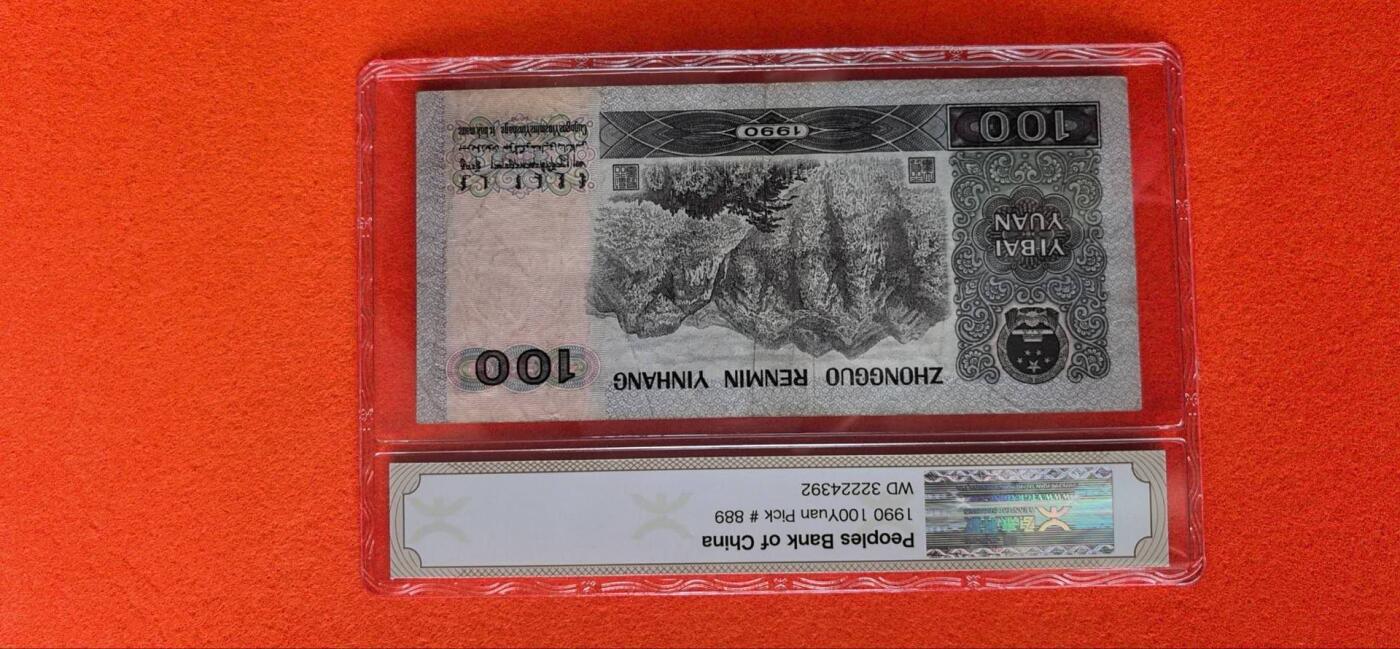 Peoples Bank of China
1990 100Yuan Pick # 889
WD 32224392
ZHONGGUO RENMIN YINHANG
100
YIBAI
YUAN
100
1990